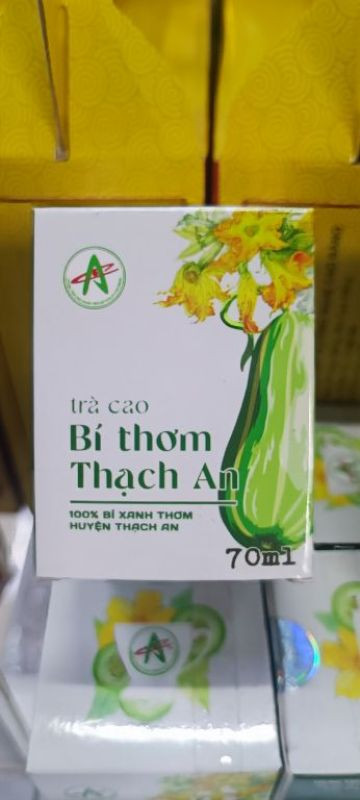 trà cao
Bí thơm
Thạch An
100% BÍ XANH THƠM
HUYỆN THẠCH AN
70ml